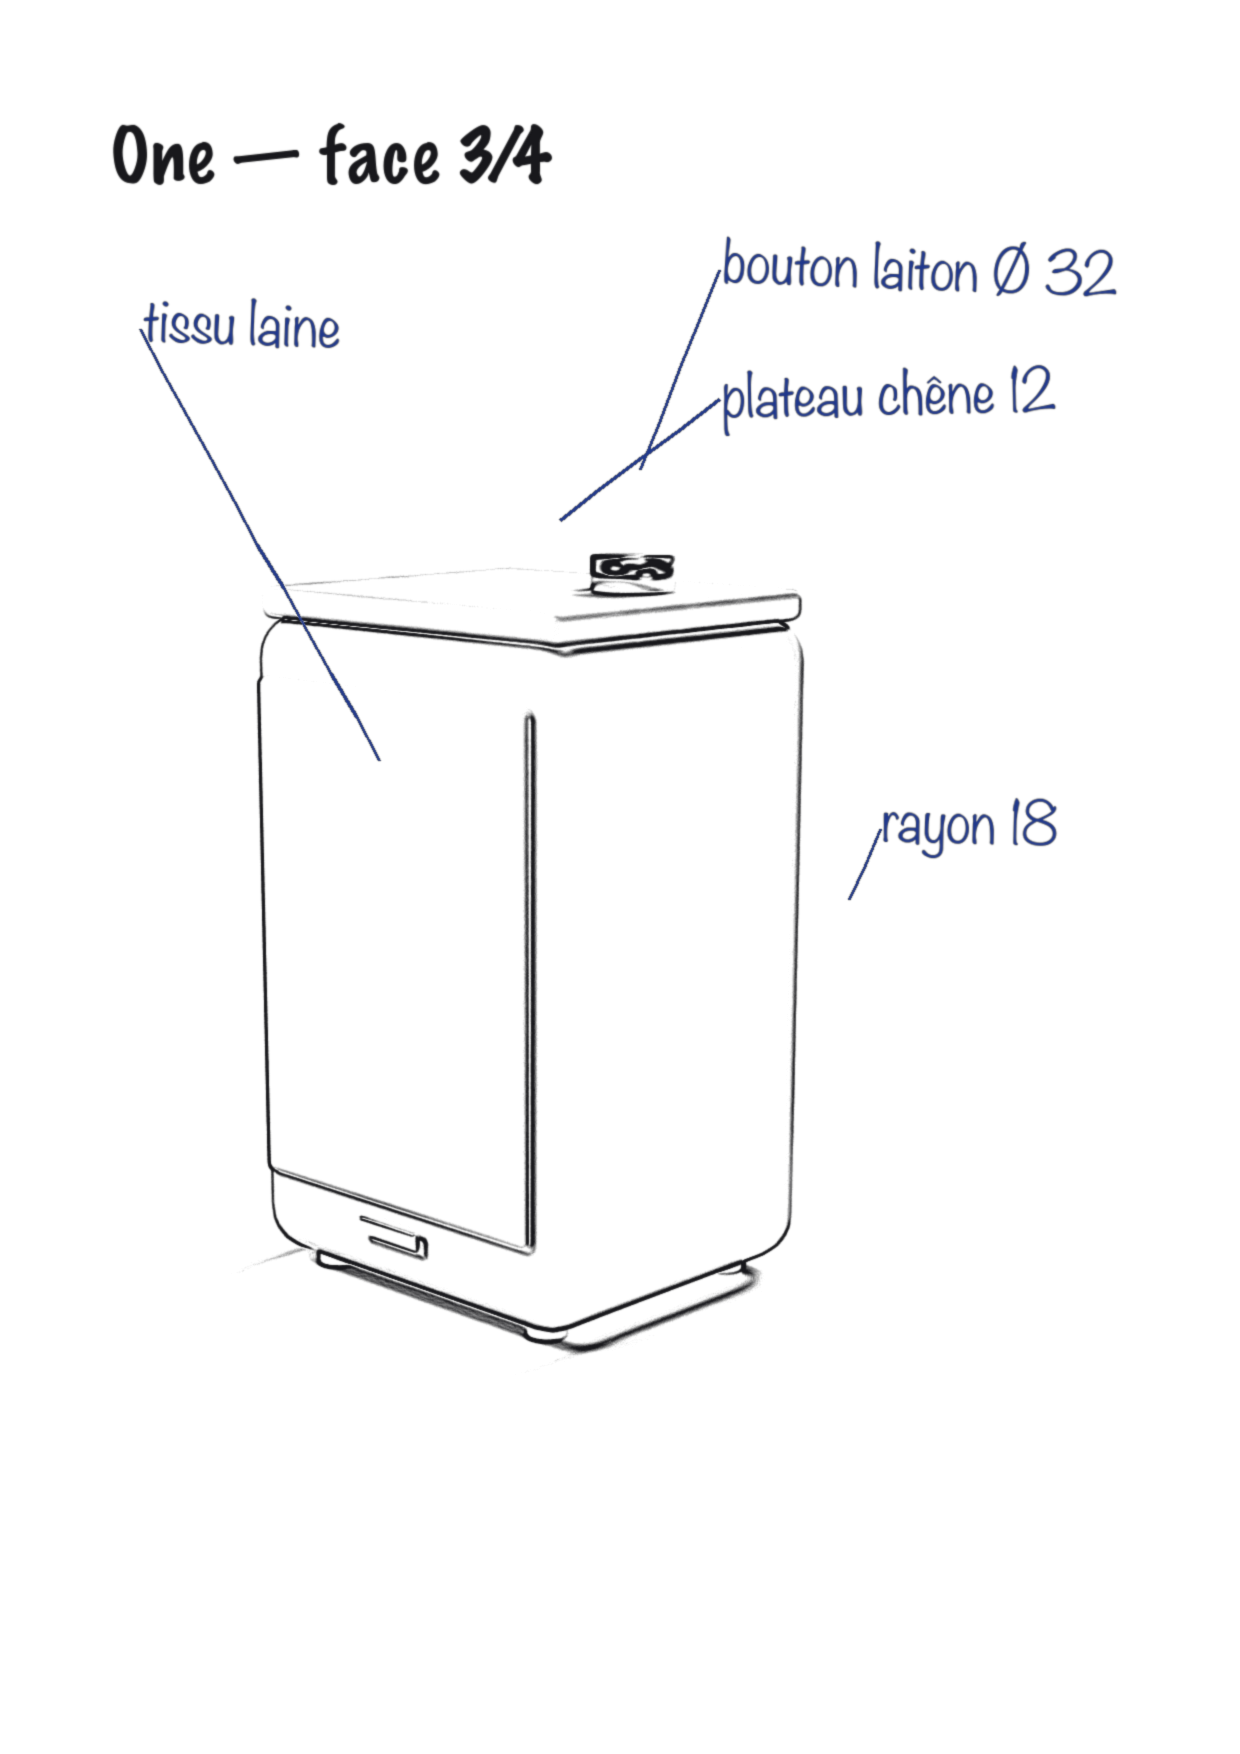 One — face 3/4
bouton laiton Ø 32
tissu laine
plateau chêne 12
rayon 18